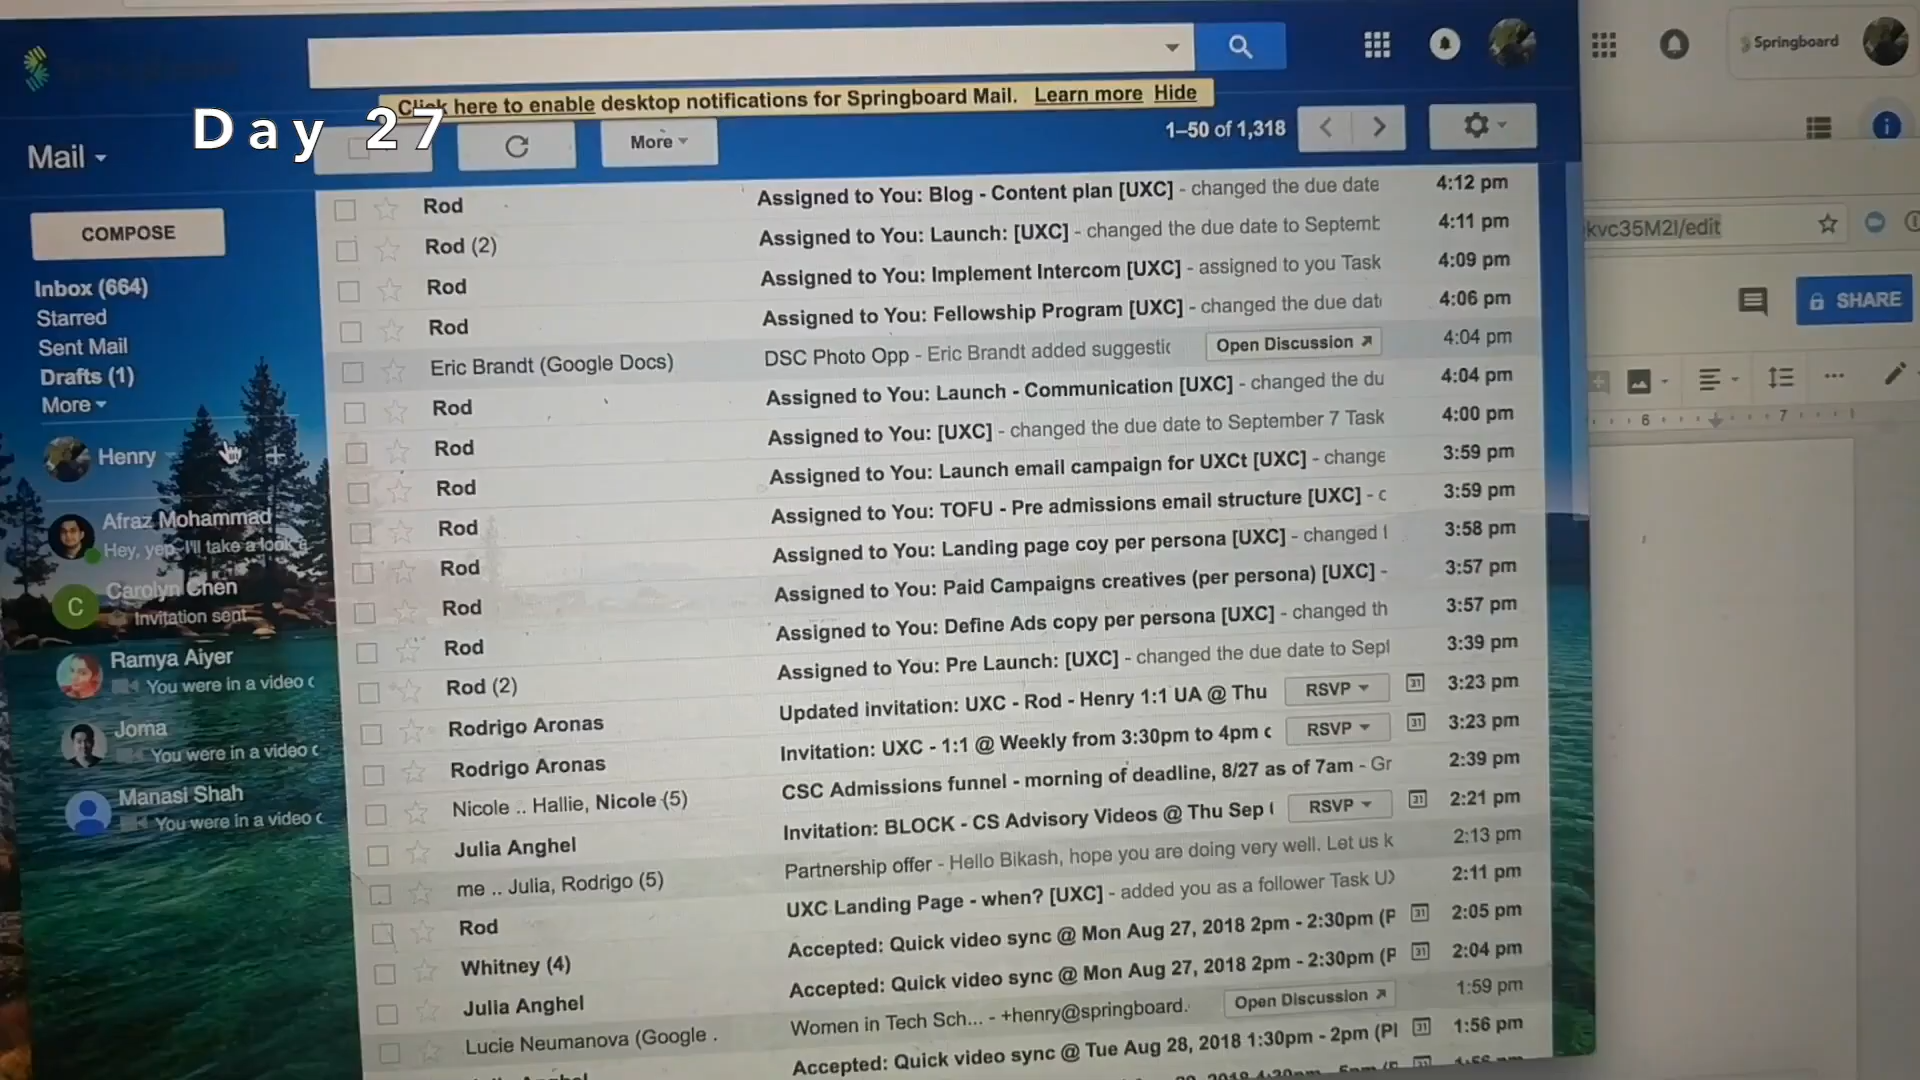 Springboard
Click here to enable desktop notifications for Springboard Mail. Learn more Hide
Day 27
Mail
More
1–50 of 1,318
COMPOSE
Inbox (664)
Starred
Sent Mail
Drafts (1)
More
Henry
Afraz Mohammad
Hey, yep, I'll take a look
Carolyn Chen
Invitation sent
Ramya Aiyer
You were in a video c
Joma
You were in a video c
Manasi Shah
You were in a video c
Rod Assigned to You: Blog - Content plan [UXC] - changed the due date 4:12 pm
Rod (2) Assigned to You: Launch: [UXC] - changed the due date to Septemb 4:11 pm
Rod Assigned to You: Implement Intercom [UXC] - assigned to you Task 4:09 pm
Rod Assigned to You: Fellowship Program [UXC] - changed the due dat 4:06 pm
Eric Brandt (Google Docs) DSC Photo Opp - Eric Brandt added suggestic Open Discussion 4:04 pm
Rod Assigned to You: Launch - Communication [UXC] - changed the du 4:04 pm
Rod Assigned to You: [UXC] - changed the due date to September 7 Task 4:00 pm
Rod Assigned to You: Launch email campaign for UXCt [UXC] - change 3:59 pm
Rod Assigned to You: TOFU - Pre admissions email structure [UXC] - c 3:59 pm
Rod Assigned to You: Landing page coy per persona [UXC] - changed t 3:58 pm
Rod Assigned to You: Paid Campaigns creatives (per persona) [UXC] - 3:57 pm
Rod Assigned to You: Define Ads copy per persona [UXC] - changed th 3:57 pm
Rod (2) Assigned to You: Pre Launch: [UXC] - changed the due date to Sept 3:39 pm
Rodrigo Aronas Updated invitation: UXC - Rod - Henry 1:1 UA @ Thu RSVP 3:23 pm
Rodrigo Aronas Invitation: UXC - 1:1 @ Weekly from 3:30pm to 4pm c RSVP 3:23 pm
Nicole .. Hallie, Nicole (5) CSC Admissions funnel - morning of deadline, 8/27 as of 7am - Gr 2:39 pm
Julia Anghel Invitation: BLOCK - CS Advisory Videos @ Thu Sep RSVP 2:21 pm
me .. Julia, Rodrigo (5) Partnership offer - Hello Bikash, hope you are doing very well. Let us k 2:13 pm
Rod UXC Landing Page - when? [UXC] - added you as a follower Task 2:11 pm
Whitney (4) Accepted: Quick video sync @ Mon Aug 27, 2018 2pm - 2:30pm (P 2:05 pm
Julia Anghel Accepted: Quick video sync @ Mon Aug 27, 2018 2pm - 2:30pm (P 2:04 pm
Lucie Neumanova (Google . Women in Tech Sch... - +henry@springboard. Open Discussion 1:59 pm
Accepted: Quick video sync @ Tue Aug 28, 2018 1:30pm - 2pm (P 1:56 pm
kvc35M2I/edit
SHARE
6 7